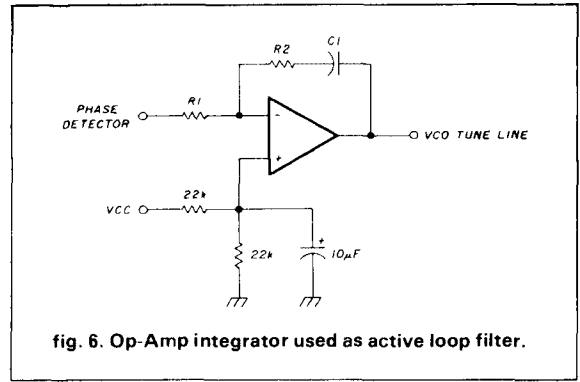 R2
C1
R1
PHASE
DETECTOR
-
+
VCO TUNE LINE
VCC
22k
22k
+
10µF
fig. 6. Op-Amp integrator used as active loop filter.